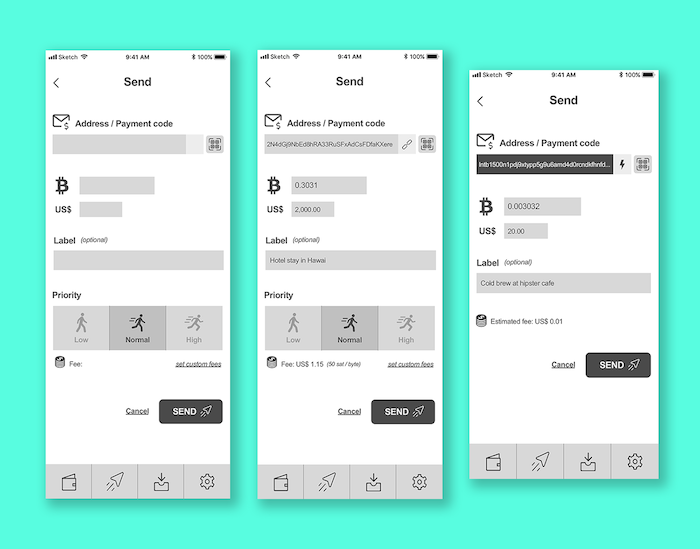 Sketch 9:41 AM 100%
Send
Address / Payment code
$
B
US$
Label (optional)
Priority
Low Normal High
Fee: set custom fees
Cancel SEND
Sketch 9:41 AM 100%
Send
Address / Payment code
$
2N4dGj9NbEd8hRA33RuSFxAdCsFDfaKXere
B 0.3031
US$ 2,000.00
Label (optional)
Hotel stay in Hawai
Priority
Low Normal High
Fee: US$ 1.15 (50 sat / byte) set custom fees
Cancel SEND
Sketch 9:41 AM 100%
Send
Address / Payment code
$
lntb1500n1pdj9xtypp5g9u6amd4d0rcndkfhnfd...
B 0.003032
US$ 20.00
Label (optional)
Cold brew at hipster cafe
Estimated fee: US$ 0.01
Cancel SEND